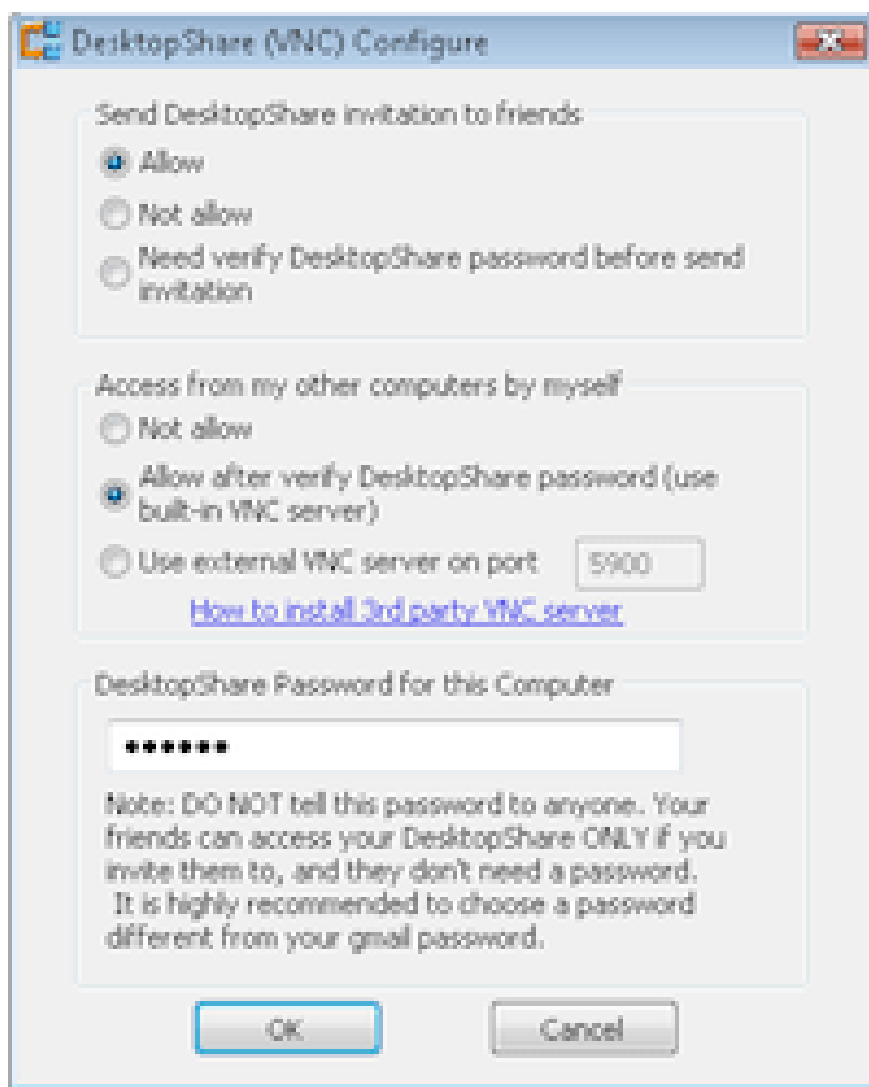 DesktopShare (VNC) Configure
Send DesktopShare invitation to friends
Allow
Not allow
Need verify DesktopShare password before send
invitation
Access from my other computers by myself
Not allow
Allow after verify DesktopShare password (use
built-in VNC server)
Use external VNC server on port 5900
How to install 3rd party VNC server
DesktopShare Password for this Computer
••••••
Note: DO NOT tell this password to anyone. Your
friends can access your DesktopShare ONLY if you
invite them to, and they don't need a password.
It is highly recommended to choose a password
different from your gmail password.
OK Cancel